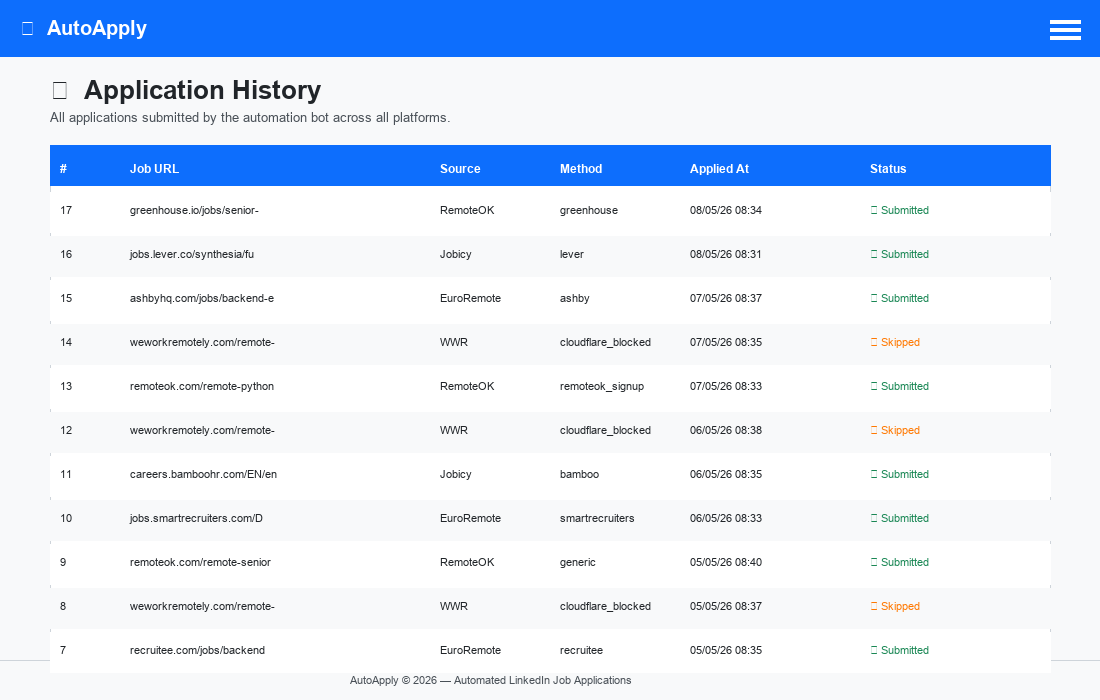 AutoApply
Application History
All applications submitted by the automation bot across all platforms.
# Job URL Source Method Applied At Status
17 greenhouse.io/jobs/senior- RemoteOK greenhouse 08/05/26 08:34 Submitted
16 jobs.lever.co/synthesia/fu Jobicy lever 08/05/26 08:31 Submitted
15 ashbyhq.com/jobs/backend-e EuroRemote ashby 07/05/26 08:37 Submitted
14 weworkremotely.com/remote- WWR cloudflare_blocked 07/05/26 08:35 Skipped
13 remoteok.com/remote-python RemoteOK remoteok_signup 07/05/26 08:33 Submitted
12 weworkremotely.com/remote- WWR cloudflare_blocked 06/05/26 08:38 Skipped
11 careers.bamboohr.com/EN/en Jobicy bamboo 06/05/26 08:35 Submitted
10 jobs.smartrecruiters.com/D EuroRemote smartrecruiters 06/05/26 08:33 Submitted
9 remoteok.com/remote-senior RemoteOK generic 05/05/26 08:40 Submitted
8 weworkremotely.com/remote- WWR cloudflare_blocked 05/05/26 08:37 Skipped
7 recruitee.com/jobs/backend EuroRemote recruitee 05/05/26 08:35 Submitted
AutoApply © 2026 — Automated LinkedIn Job Applications